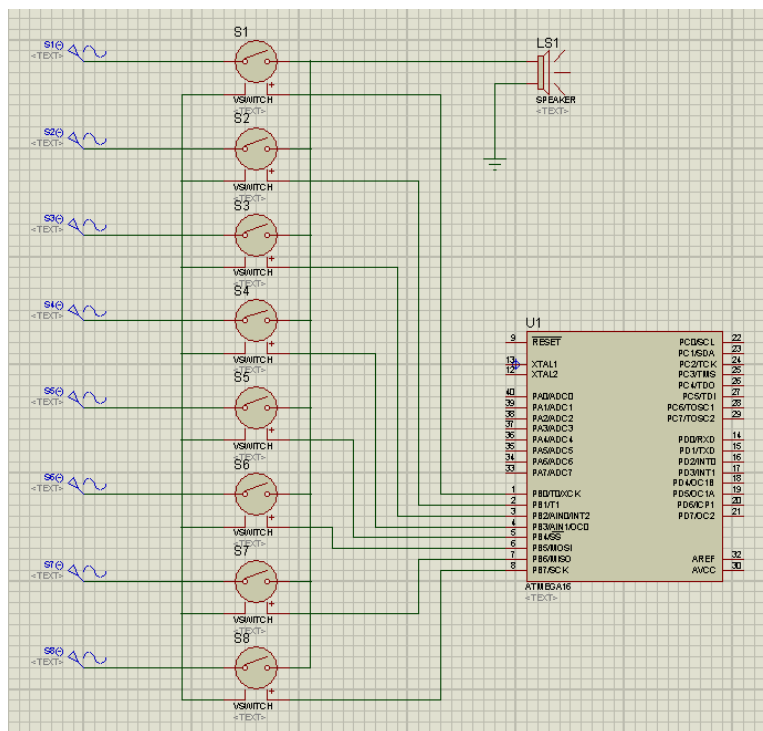 S1
S1(-)
<TEXT>
VSWITCH
<TEXT>
LS1
SPEAKER
<TEXT>
S2
S2(-)
<TEXT>
VSWITCH
<TEXT>
S3
S3(-)
<TEXT>
VSWITCH
<TEXT>
S4
S4(-)
<TEXT>
VSWITCH
<TEXT>
S5
S5(-)
<TEXT>
VSWITCH
<TEXT>
S6
S6(-)
<TEXT>
VSWITCH
<TEXT>
S7
S7(-)
<TEXT>
VSWITCH
<TEXT>
S8
S8(-)
<TEXT>
VSWITCH
<TEXT>
U1
9 RESET
13 XTAL1
12 XTAL2
40 PA0/ADC0
39 PA1/ADC1
38 PA2/ADC2
37 PA3/ADC3
36 PA4/ADC4
35 PA5/ADC5
34 PA6/ADC6
33 PA7/ADC7
1 PB0/T0/XCK
2 PB1/T1
3 PB2/AIN0/INT2
4 PB3/AIN1/OC0
5 PB4/SS
6 PB5/MOSI
7 PB6/MISO
8 PB7/SCK
PC0/SCL 22
PC1/SDA 23
PC2/TCK 24
PC3/TMS 25
PC4/TDO 26
PC5/TDI 27
PC6/TOSC1 28
PC7/TOSC2 29
PD0/RXD 14
PD1/TXD 15
PD2/INT0 16
PD3/INT1 17
PD4/OC1B 18
PD5/OC1A 19
PD6/ICP1 20
PD7/OC2 21
AREF 32
AVCC 30
ATMEGA16
<TEXT>